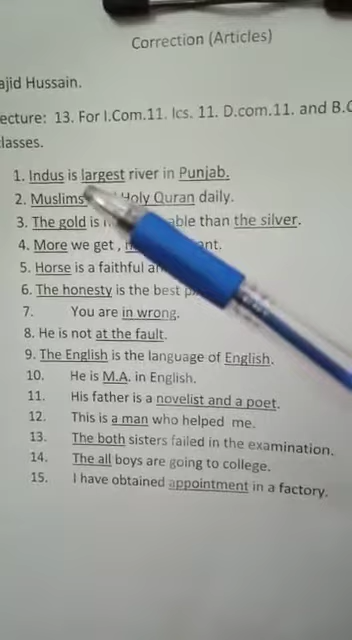 Correction (Articles)
ajid Hussain.
ecture: 13. For I.Com.11. Ics. 11. D.com.11. and B.C
lasses.
1. Indus is largest river in Punjab.
2. Muslims Holy Quran daily.
3. The gold is able than the silver.
4. More we get , nt.
5. Horse is a faithful an
6. The honesty is the best p
7. You are in wrong.
8. He is not at the fault.
9. The English is the language of English.
10. He is M.A. in English.
11. His father is a novelist and a poet.
12. This is a man who helped me.
13. The both sisters failed in the examination.
14. The all boys are going to college.
15. I have obtained appointment in a factory.